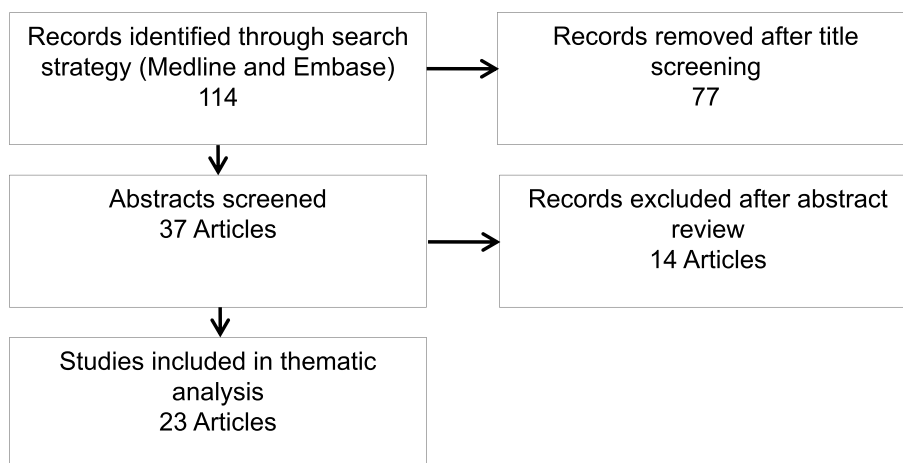 Records identified through search
strategy (Medline and Embase)
114
Records removed after title
screening
77
Abstracts screened
37 Articles
Records excluded after abstract
review
14 Articles
Studies included in thematic
analysis
23 Articles